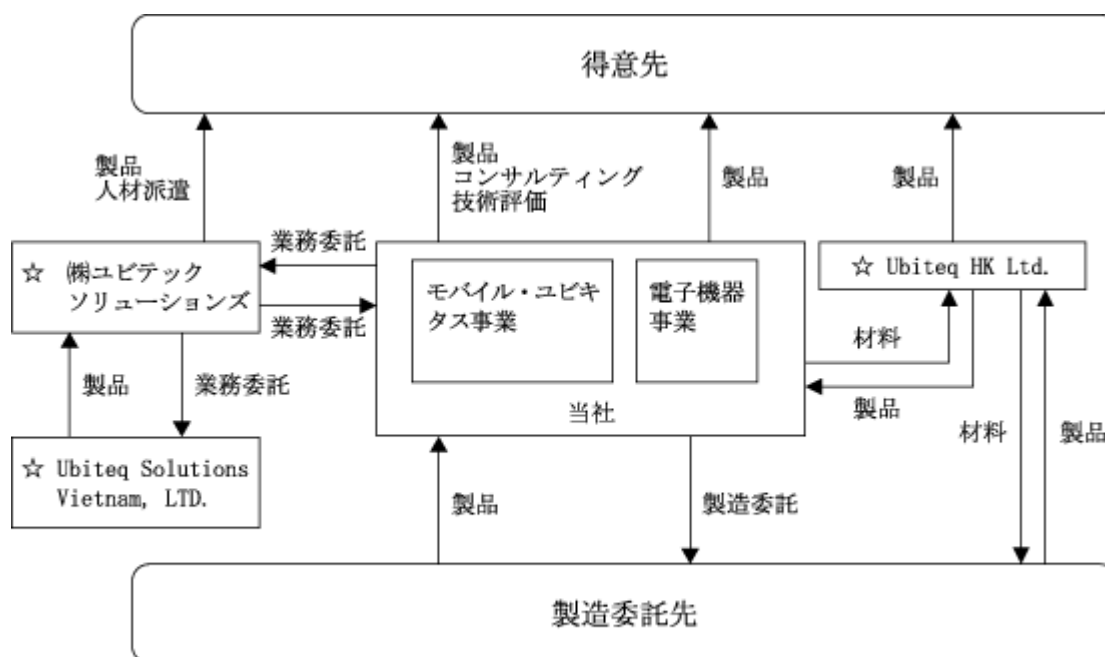 得意先
製品
人材派遣
製品
コンサルティング
技術評価
製品
製品
☆ ㈱ユビテック
ソリューションズ
業務委託
業務委託
モバイル・ユビキ
タス事業
電子機器
事業
当社
☆ Ubiteq HK Ltd.
材料
製品
材料
製品
製品
業務委託
☆ Ubiteq Solutions
Vietnam, LTD.
製品
製造委託
製造委託先